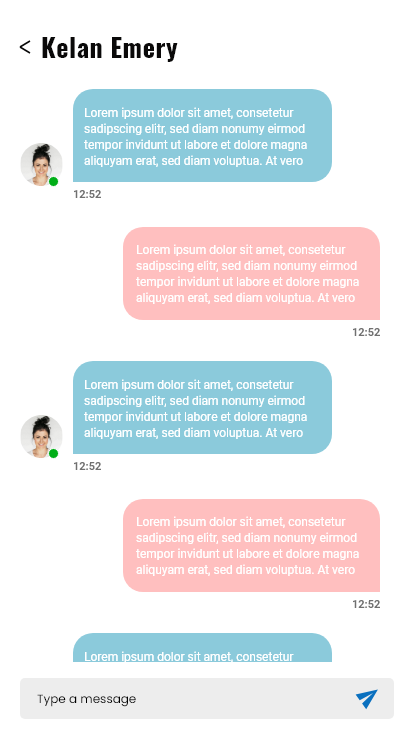 < Kelan Emery
Lorem ipsum dolor sit amet, consetetur
sadipscing elitr, sed diam nonumy eirmod
tempor invidunt ut labore et dolore magna
aliquyam erat, sed diam voluptua. At vero
12:52
Lorem ipsum dolor sit amet, consetetur
sadipscing elitr, sed diam nonumy eirmod
tempor invidunt ut labore et dolore magna
aliquyam erat, sed diam voluptua. At vero
12:52
Lorem ipsum dolor sit amet, consetetur
sadipscing elitr, sed diam nonumy eirmod
tempor invidunt ut labore et dolore magna
aliquyam erat, sed diam voluptua. At vero
12:52
Lorem ipsum dolor sit amet, consetetur
sadipscing elitr, sed diam nonumy eirmod
tempor invidunt ut labore et dolore magna
aliquyam erat, sed diam voluptua. At vero
12:52
Lorem ipsum dolor sit amet, consetetur
Type a message